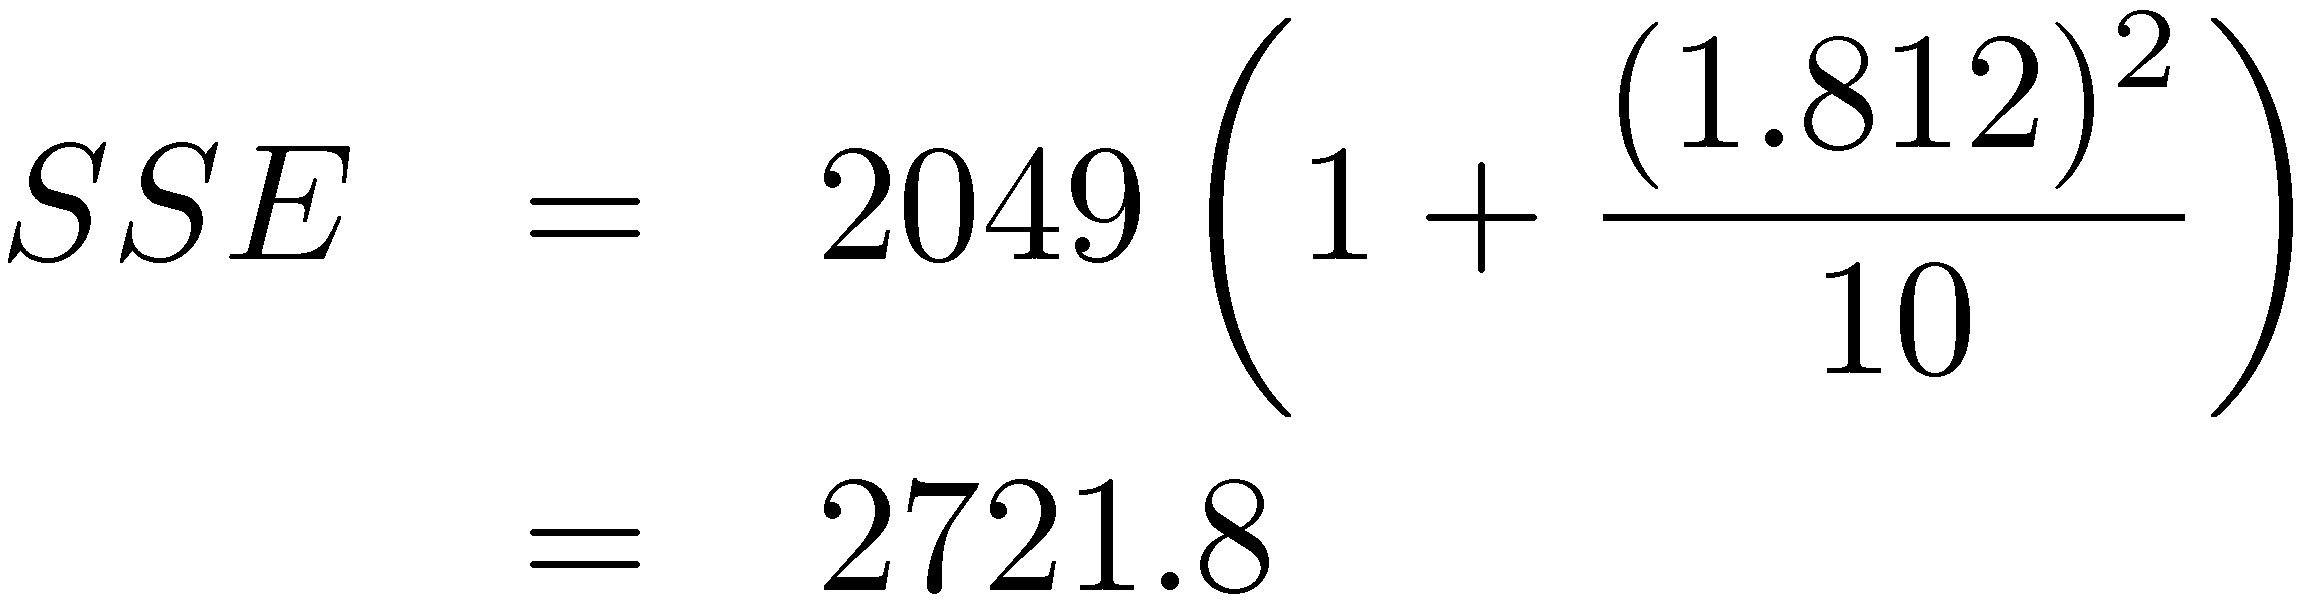 SSE = 2049 (1 + (1.812)² / 10)
= 2721.8